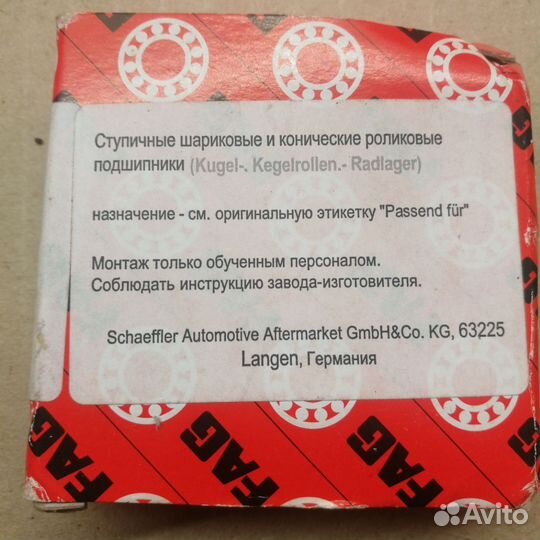 Ступичные шариковые и конические роликовые
подшипники (Kugel-. Kegelrollen.- Radlager)
назначение - см. оригинальную этикетку "Passend für"
Монтаж только обученным персоналом.
Соблюдать инструкцию завода-изготовителя.
Schaeffler Automotive Aftermarket GmbH&Co. KG, 63225
Langen, Германия
FAG
FAG
FAG
Avito